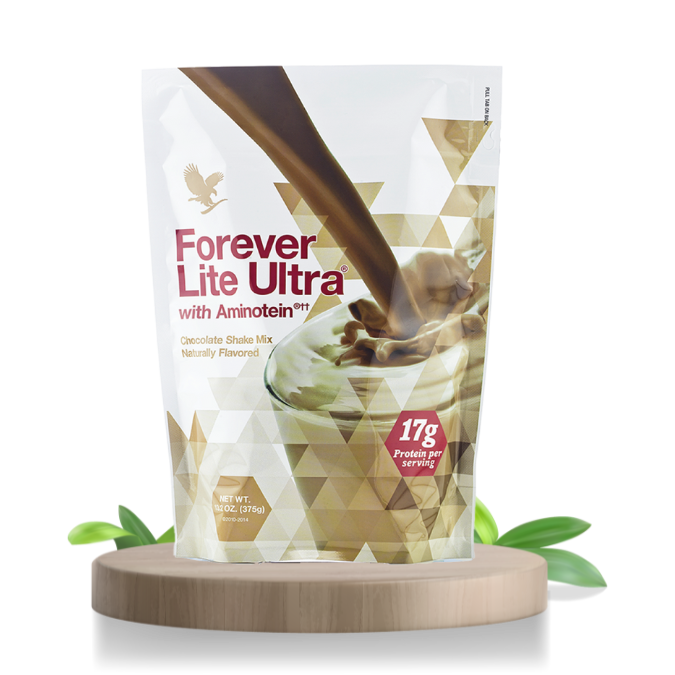 PULL TAB ON BACK
Forever
Lite Ultra®
with Aminotein®††
Chocolate Shake Mix
Naturally Flavored
17g
Protein per
serving
NET WT.
OZ. (375g)